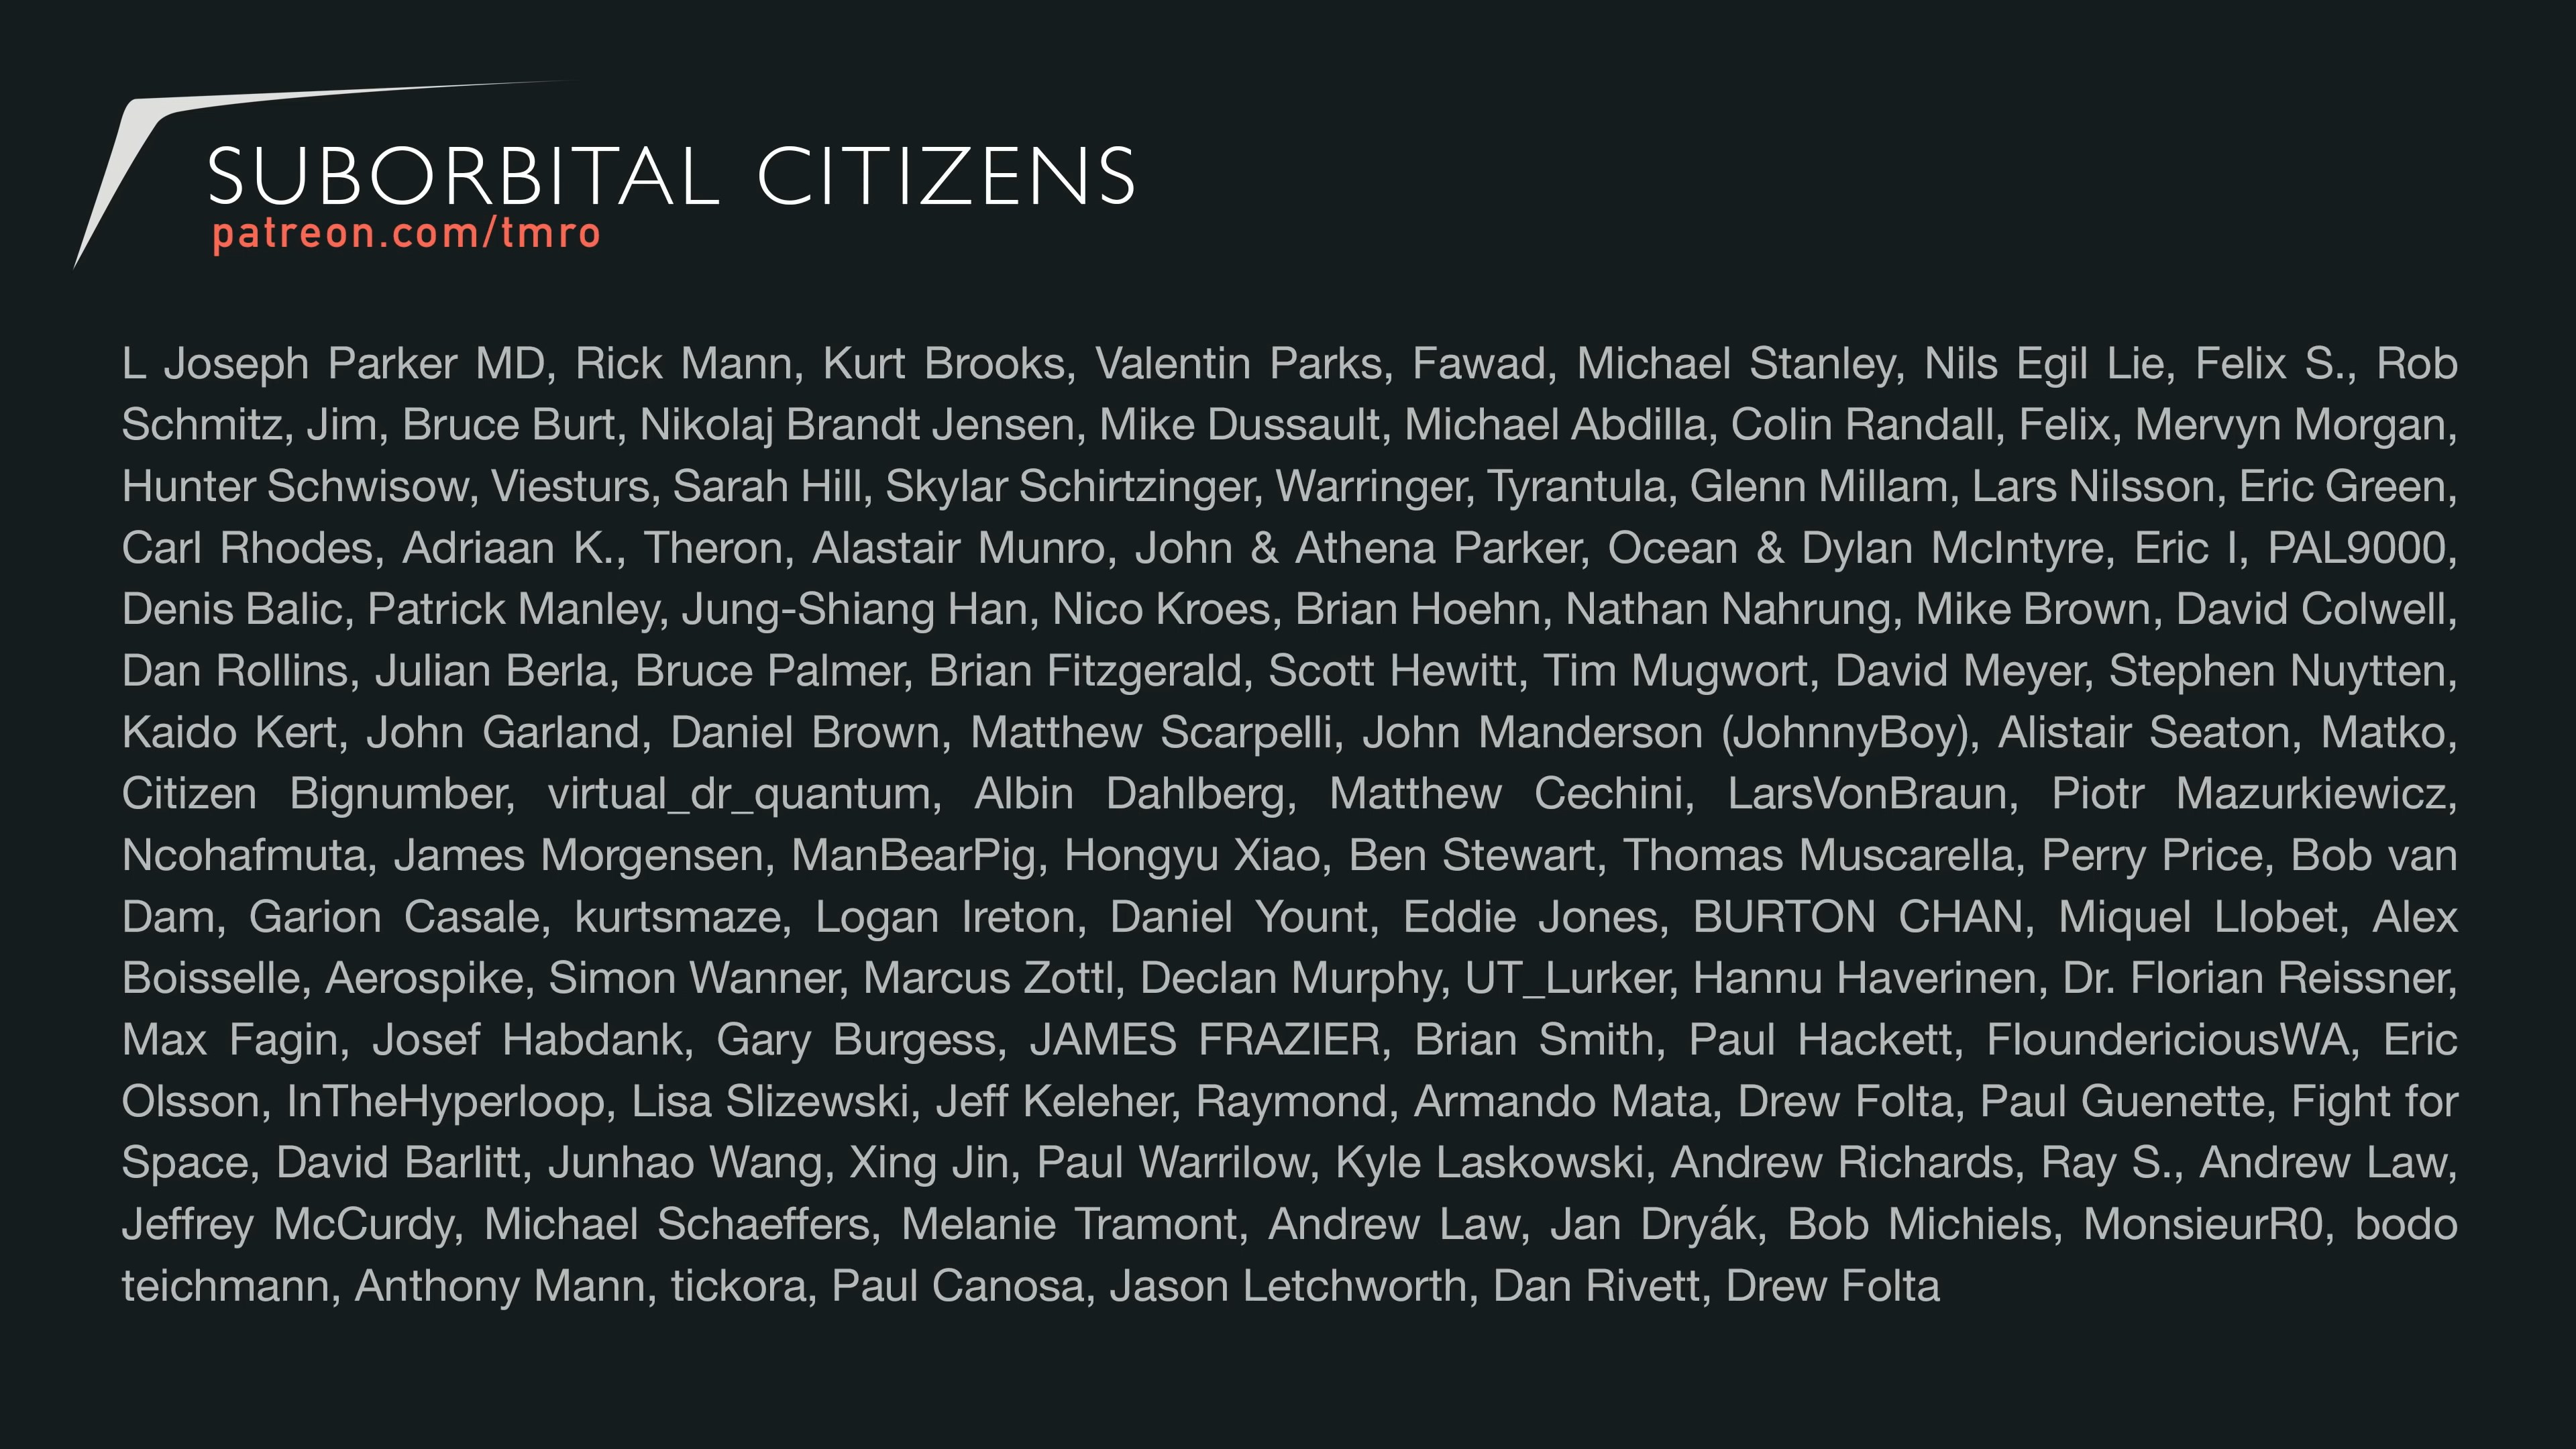 SUBORBITAL CITIZENS
patreon.com/tmro
L Joseph Parker MD, Rick Mann, Kurt Brooks, Valentin Parks, Fawad, Michael Stanley, Nils Egil Lie, Felix S., Rob
Schmitz, Jim, Bruce Burt, Nikolaj Brandt Jensen, Mike Dussault, Michael Abdilla, Colin Randall, Felix, Mervyn Morgan,
Hunter Schwisow, Viesturs, Sarah Hill, Skylar Schirtzinger, Warringer, Tyrantula, Glenn Millam, Lars Nilsson, Eric Green,
Carl Rhodes, Adriaan K., Theron, Alastair Munro, John & Athena Parker, Ocean & Dylan McIntyre, Eric I, PAL9000,
Denis Balic, Patrick Manley, Jung-Shiang Han, Nico Kroes, Brian Hoehn, Nathan Nahrung, Mike Brown, David Colwell,
Dan Rollins, Julian Berla, Bruce Palmer, Brian Fitzgerald, Scott Hewitt, Tim Mugwort, David Meyer, Stephen Nuytten,
Kaido Kert, John Garland, Daniel Brown, Matthew Scarpelli, John Manderson (JohnnyBoy), Alistair Seaton, Matko,
Citizen Bignumber, virtual_dr_quantum, Albin Dahlberg, Matthew Cechini, LarsVonBraun, Piotr Mazurkiewicz,
Ncohafmuta, James Morgensen, ManBearPig, Hongyu Xiao, Ben Stewart, Thomas Muscarella, Perry Price, Bob van
Dam, Garion Casale, kurtsmaze, Logan Ireton, Daniel Yount, Eddie Jones, BURTON CHAN, Miquel Llobet, Alex
Boisselle, Aerospike, Simon Wanner, Marcus Zottl, Declan Murphy, UT_Lurker, Hannu Haverinen, Dr. Florian Reissner,
Max Fagin, Josef Habdank, Gary Burgess, JAMES FRAZIER, Brian Smith, Paul Hackett, FloundericiousWA, Eric
Olsson, InTheHyperloop, Lisa Slizewski, Jeff Keleher, Raymond, Armando Mata, Drew Folta, Paul Guenette, Fight for
Space, David Barlitt, Junhao Wang, Xing Jin, Paul Warrilow, Kyle Laskowski, Andrew Richards, Ray S., Andrew Law,
Jeffrey McCurdy, Michael Schaeffers, Melanie Tramont, Andrew Law, Jan Dryák, Bob Michiels, MonsieurR0, bodo
teichmann, Anthony Mann, tickora, Paul Canosa, Jason Letchworth, Dan Rivett, Drew Folta